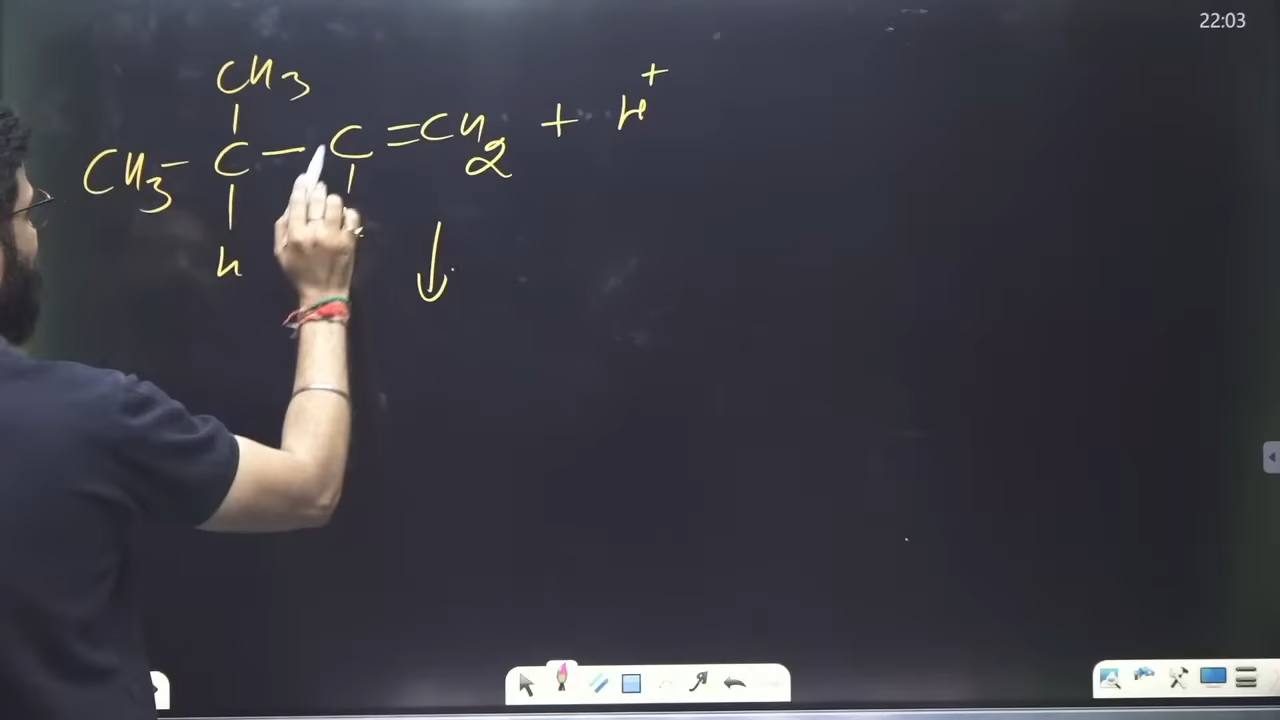 22:03
CH3
CH3 - C - C = CH2 + H+
H